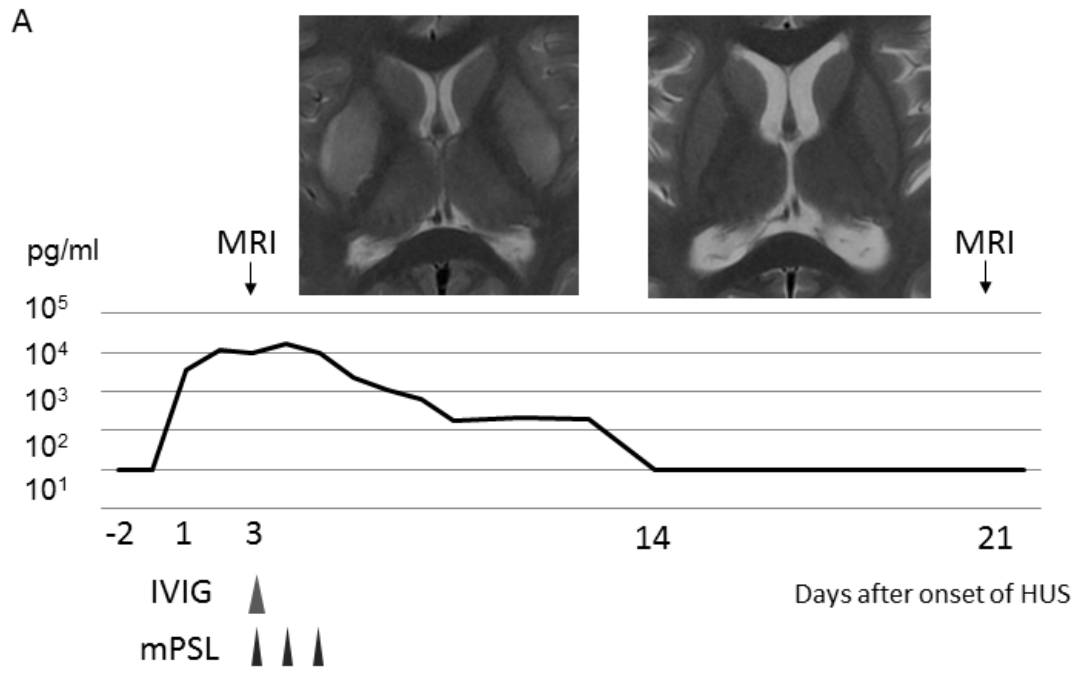 A
MRI
MRI
pg/ml
10⁵
10⁴
10³
10²
10¹
-2 1 3 14 21
IVIG
Days after onset of HUS
mPSL